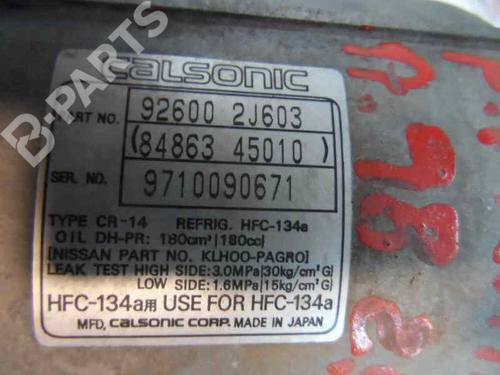 B-PARTS
calsonic
PART NO. 92600 2J603
(84863 45010)
SER. NO. 9710090671
TYPE CR-14 REFRIG. HFC-134a
OIL DH-PR: 180cm³(180cc)
[NISSAN PART NO. KLH00-PAGR0]
LEAK TEST HIGH SIDE: 3.0MPa(30kg/cm²G)
LOW SIDE: 1.6MPa(15kg/cm²G)
HFC-134a用 USE FOR HFC-134a
MFD. calsonic CORP. MADE IN JAPAN